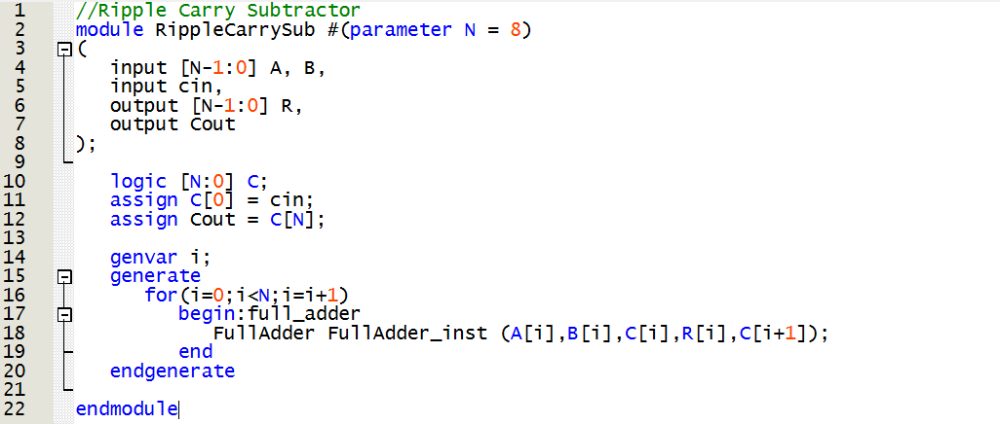 1 //Ripple Carry Subtractor
2 module RippleCarrySub #(parameter N = 8)
3 (
4 input [N-1:0] A, B,
5 input cin,
6 output [N-1:0] R,
7 output Cout
8 );
9
10 logic [N:0] C;
11 assign C[0] = cin;
12 assign Cout = C[N];
13
14 genvar i;
15 generate
16 for(i=0;i<N;i=i+1)
17 begin:full_adder
18 FullAdder FullAdder_inst (A[i],B[i],C[i],R[i],C[i+1]);
19 end
20 endgenerate
21
22 endmodule